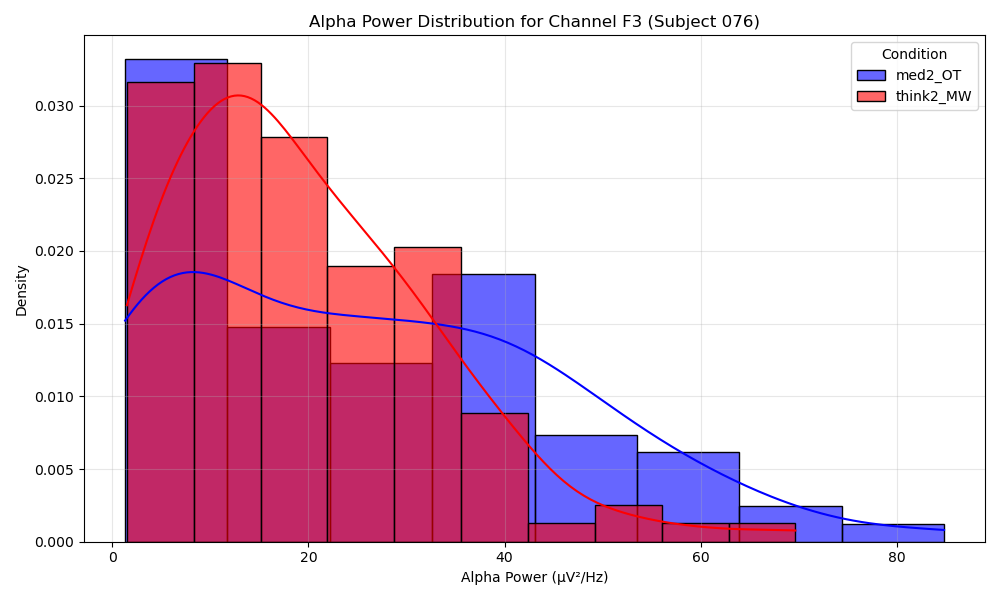 Alpha Power Distribution for Channel F3 (Subject 076)
Condition
med2_OT
think2_MW
Density
0.030
0.025
0.020
0.015
0.010
0.005
0.000
0 20 40 60 80
Alpha Power (μV²/Hz)